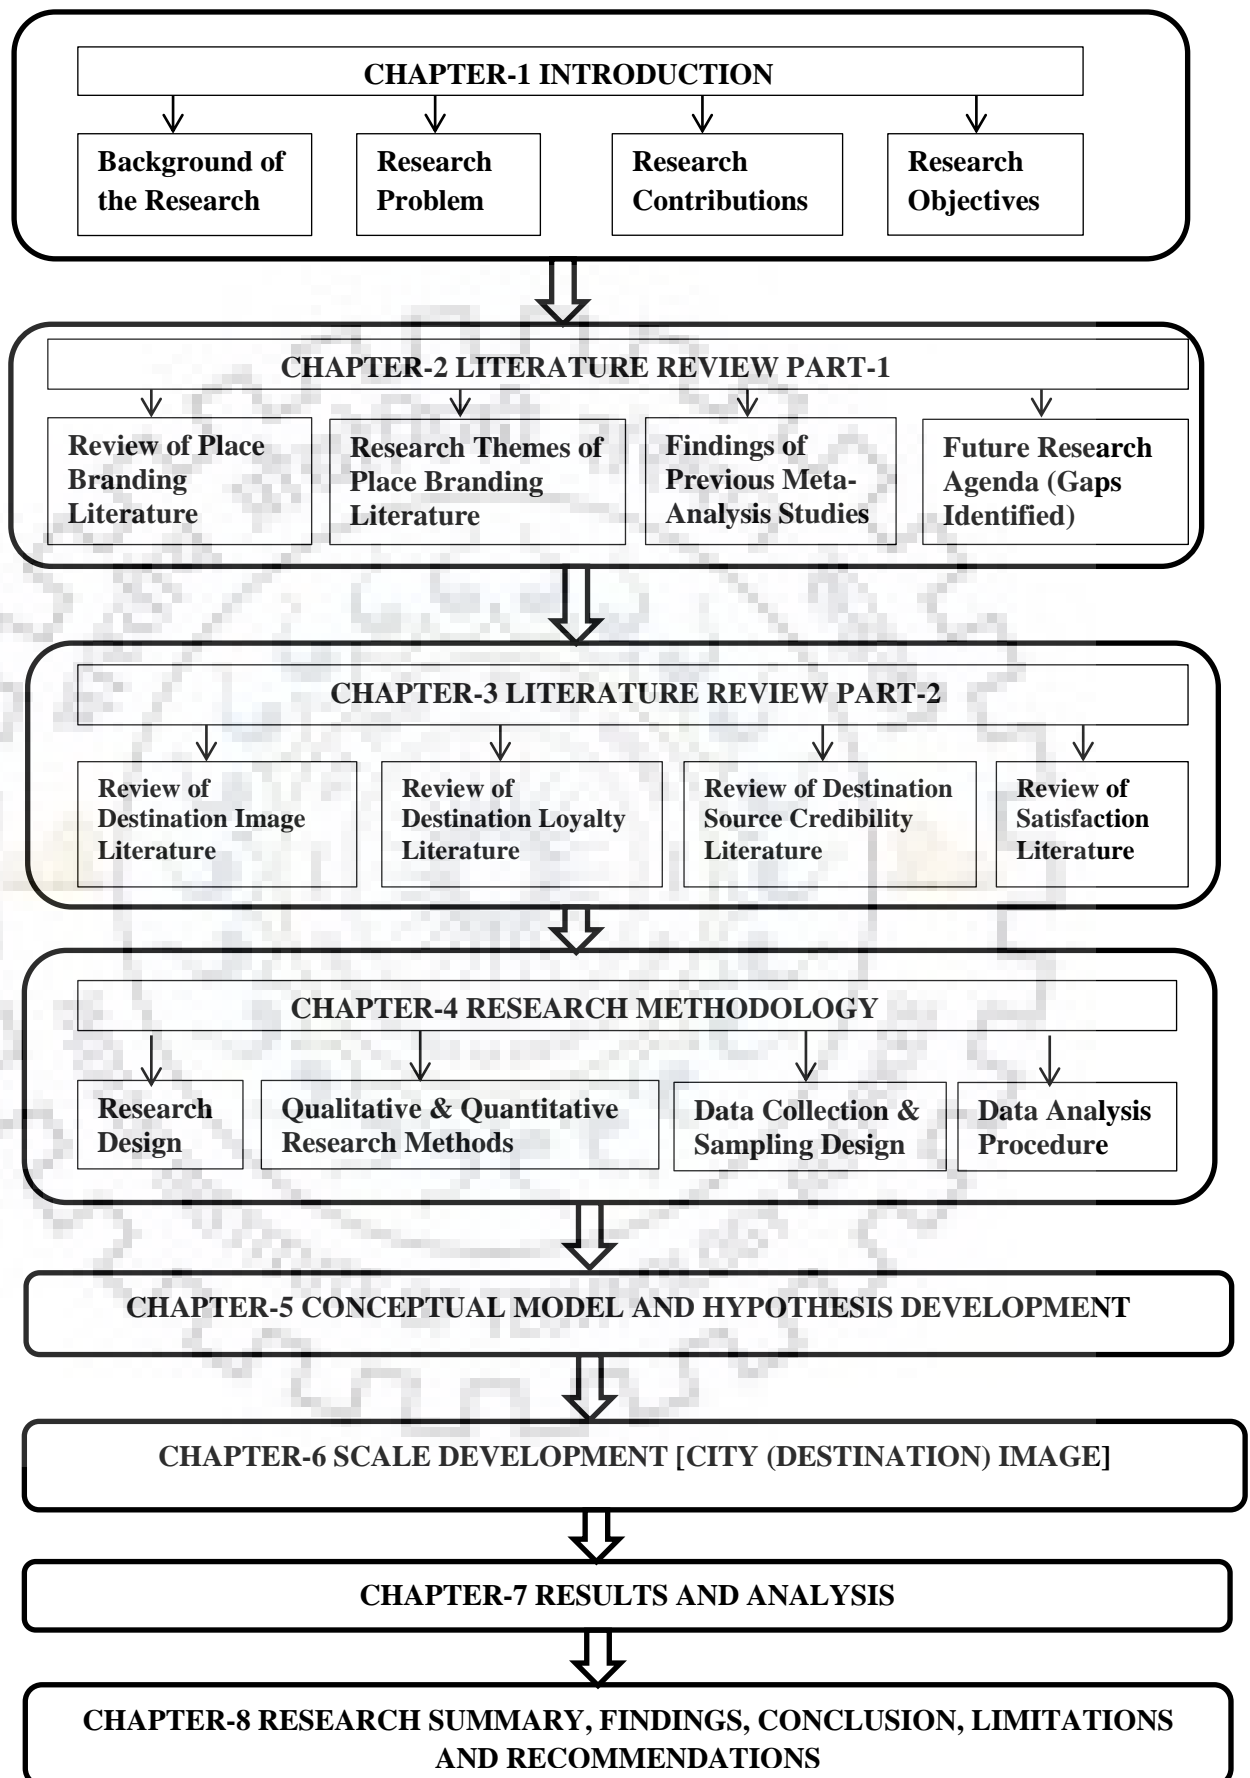 CHAPTER-1 INTRODUCTION
Background of
the Research
Research
Problem
Research
Contributions
Research
Objectives
CHAPTER-2 LITERATURE REVIEW PART-1
Review of Place
Branding
Literature
Research Themes of
Place Branding
Literature
Findings of
Previous Meta-
Analysis Studies
Future Research
Agenda (Gaps
Identified)
CHAPTER-3 LITERATURE REVIEW PART-2
Review of
Destination Image
Literature
Review of
Destination Loyalty
Literature
Review of Destination
Source Credibility
Literature
Review of
Satisfaction
Literature
CHAPTER-4 RESEARCH METHODOLOGY
Research
Design
Qualitative & Quantitative
Research Methods
Data Collection &
Sampling Design
Data Analysis
Procedure
CHAPTER-5 CONCEPTUAL MODEL AND HYPOTHESIS DEVELOPMENT
CHAPTER-6 SCALE DEVELOPMENT [CITY (DESTINATION) IMAGE]
CHAPTER-7 RESULTS AND ANALYSIS
CHAPTER-8 RESEARCH SUMMARY, FINDINGS, CONCLUSION, LIMITATIONS
AND RECOMMENDATIONS